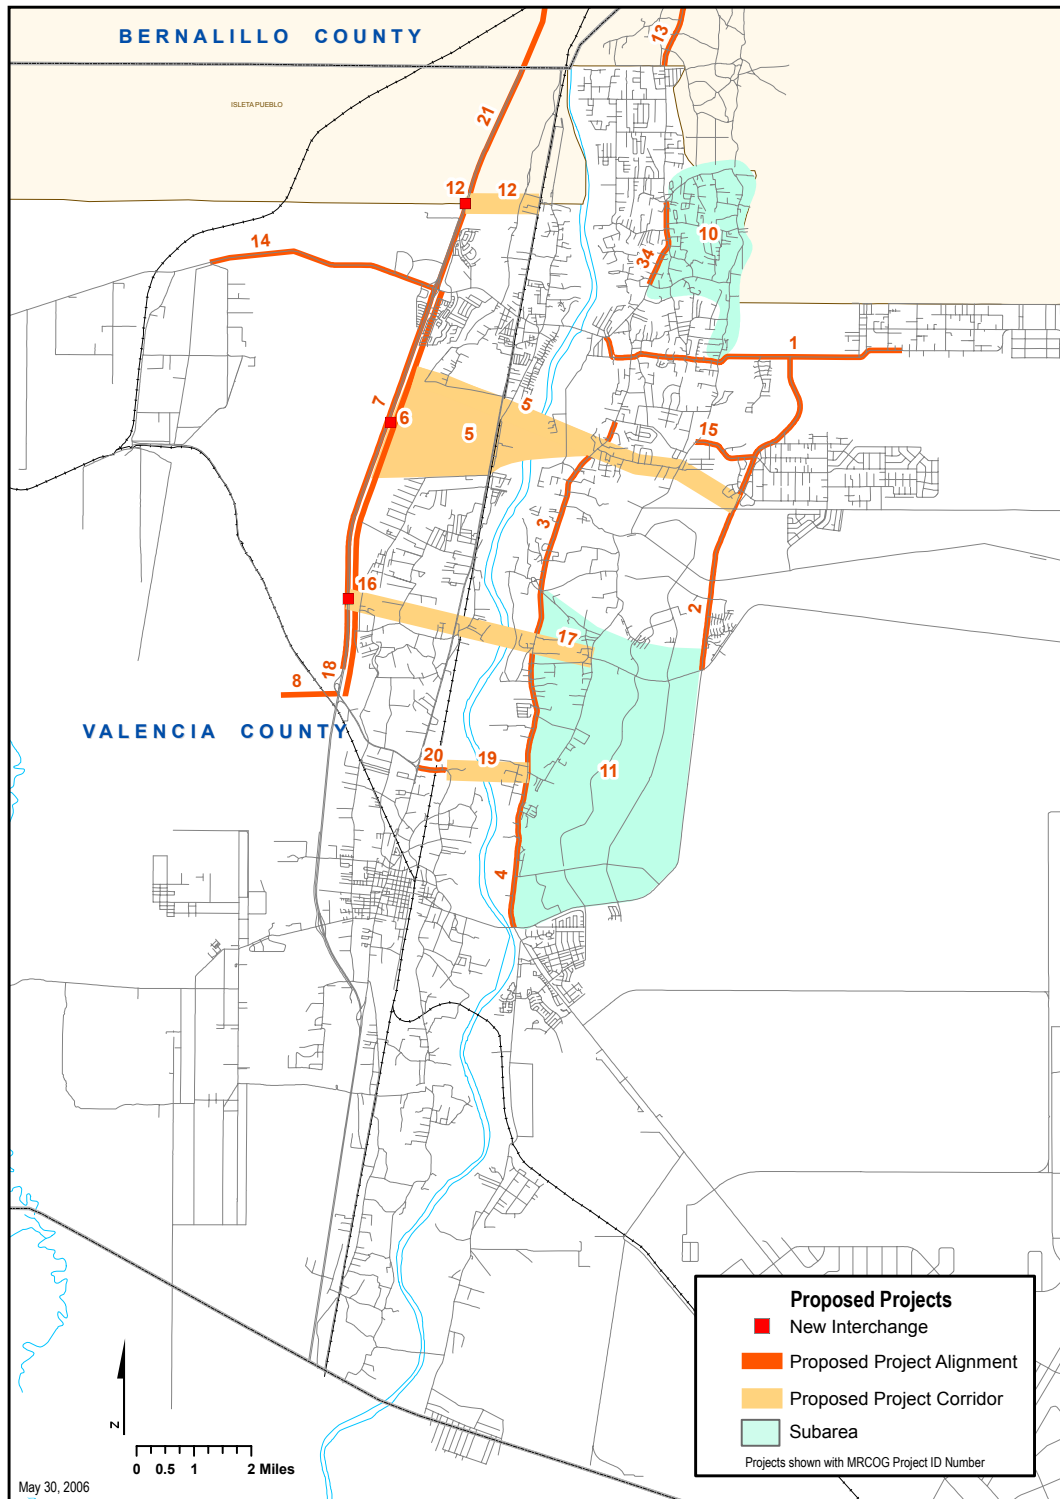 BERNALILLO COUNTY
13
ISLETA PUEBLO
21
12
12
10
14
34
1
7
6
5
5
15
3
16
2
17
18
8
VALENCIA COUNTY
20
19
11
4
Proposed Projects
New Interchange
Proposed Project Alignment
Proposed Project Corridor
Subarea
Projects shown with MRCOG Project ID Number
N
0 0.5 1 2 Miles
May 30, 2006